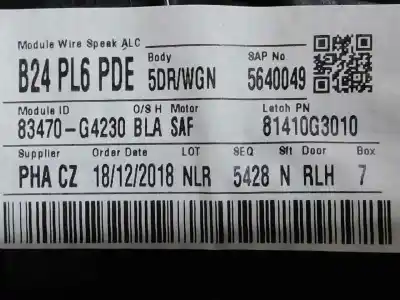 Module Wire Speek ALC Body SAP No
B24 PL6 PDE 5DR/WGN 5640049
Module ID O/S H Motor Latch PN
83470-G4230 BLA SAF 81410G3010
Supplier Order Date LOT SEQ Sft Door Box
PHA CZ 18/12/2018 NLR 5428 N RLH 7